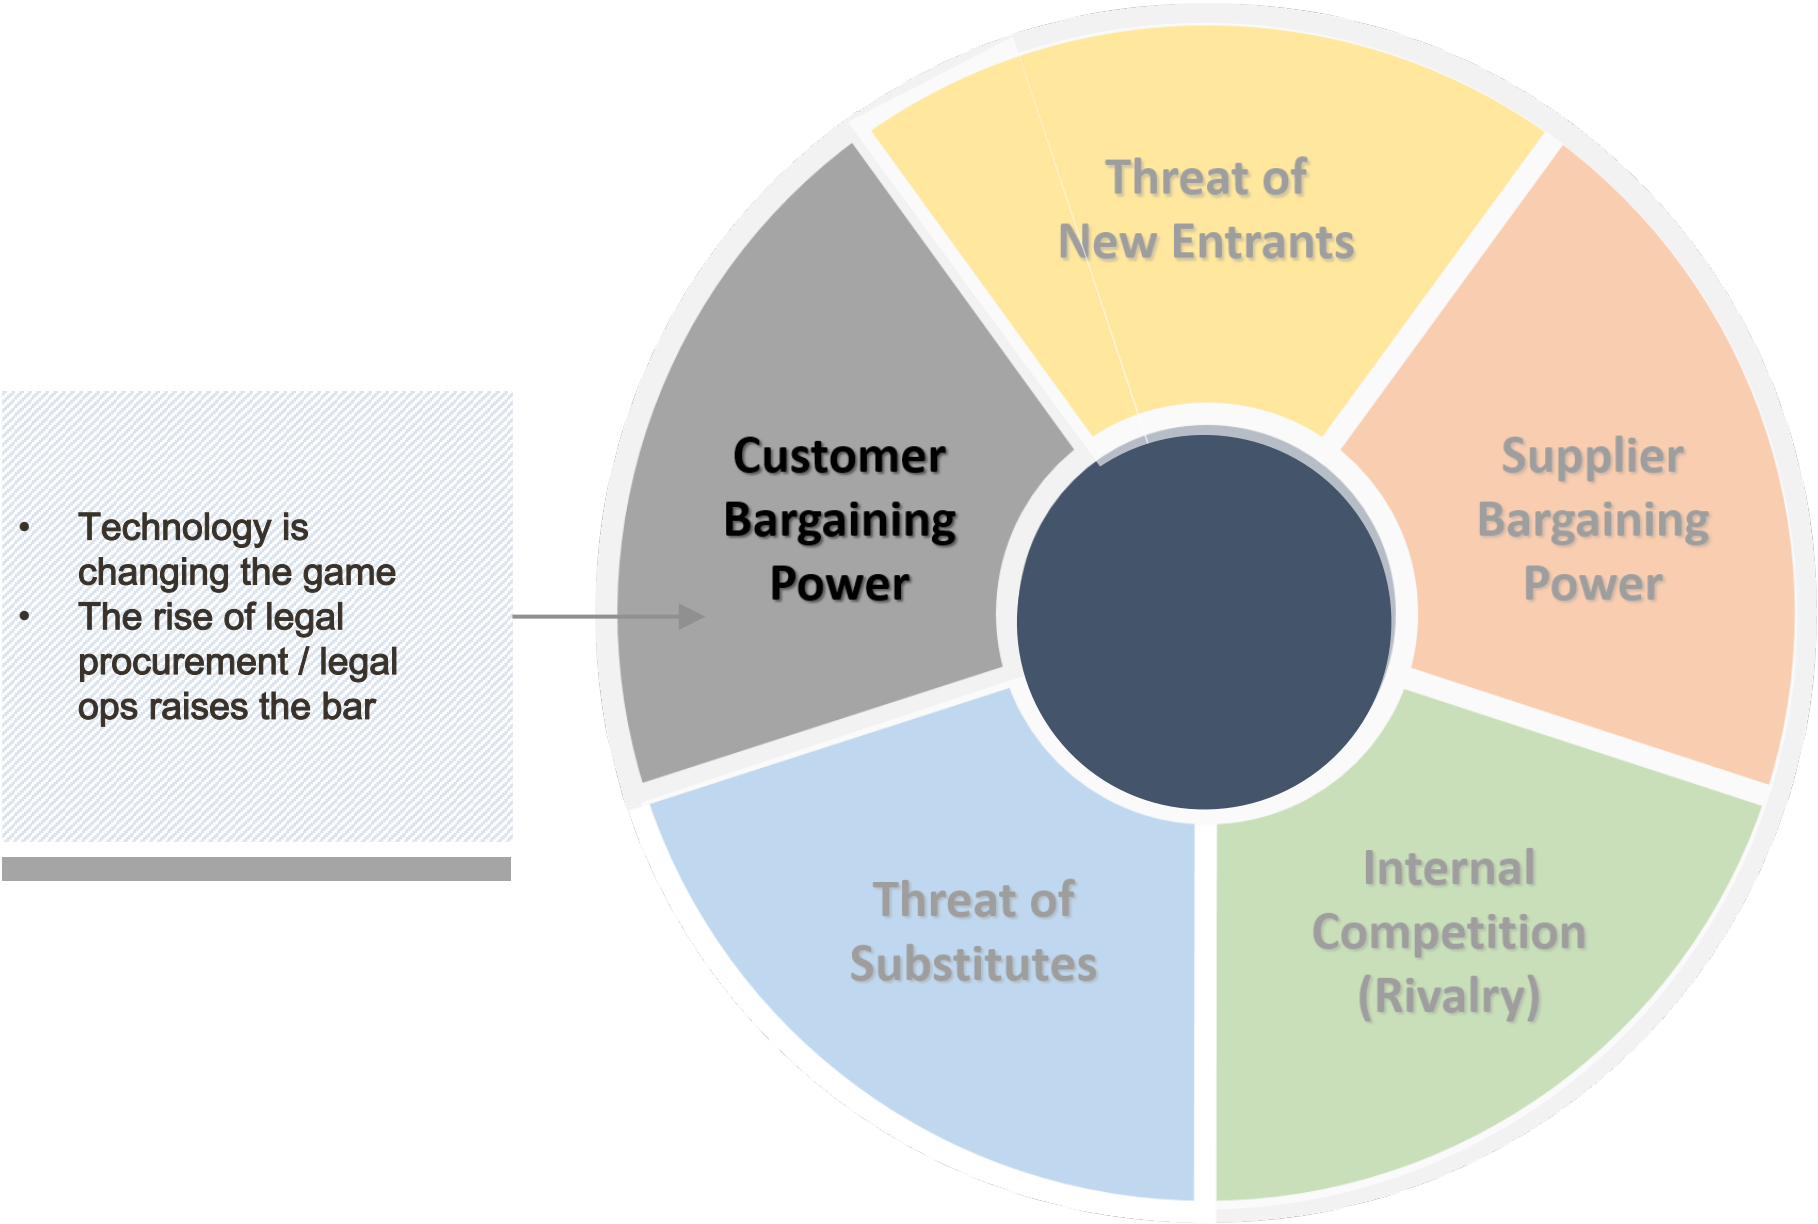 Threat of
New Entrants
Customer
Bargaining
Power
Supplier
Bargaining
Power
• Technology is
changing the game
• The rise of legal
procurement / legal
ops raises the bar
Threat of
Substitutes
Internal
Competition
(Rivalry)